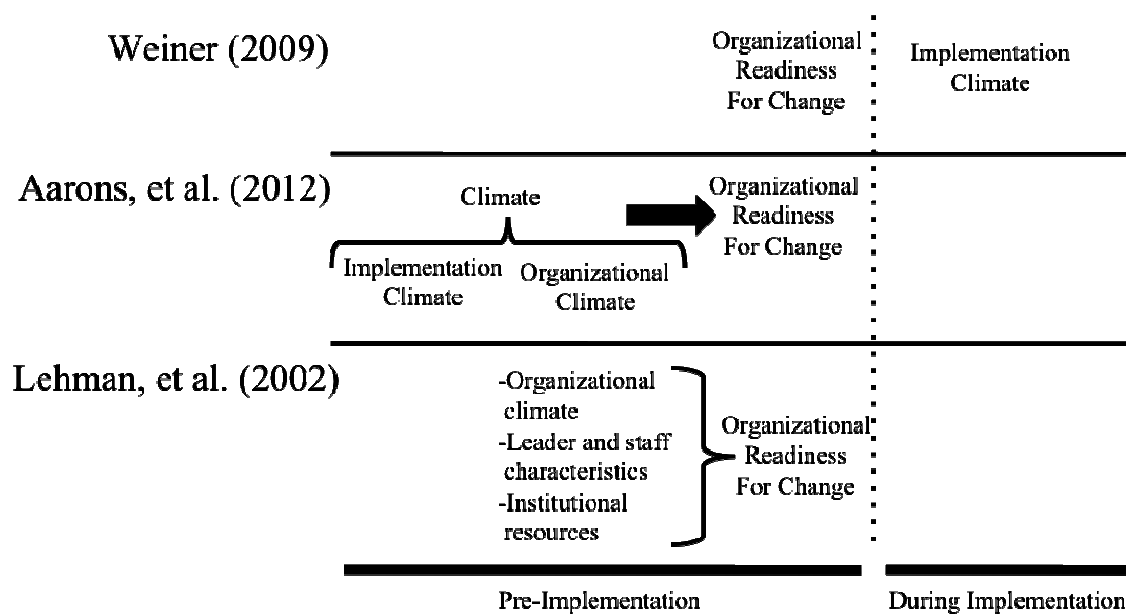 Weiner (2009)
Organizational
Readiness
For Change
Implementation
Climate
Aarons, et al. (2012)
Climate
Implementation
Climate
Organizational
Climate
Organizational
Readiness
For Change
Lehman, et al. (2002)
-Organizational
climate
-Leader and staff
characteristics
-Institutional
resources
Organizational
Readiness
For Change
Pre-Implementation
During Implementation